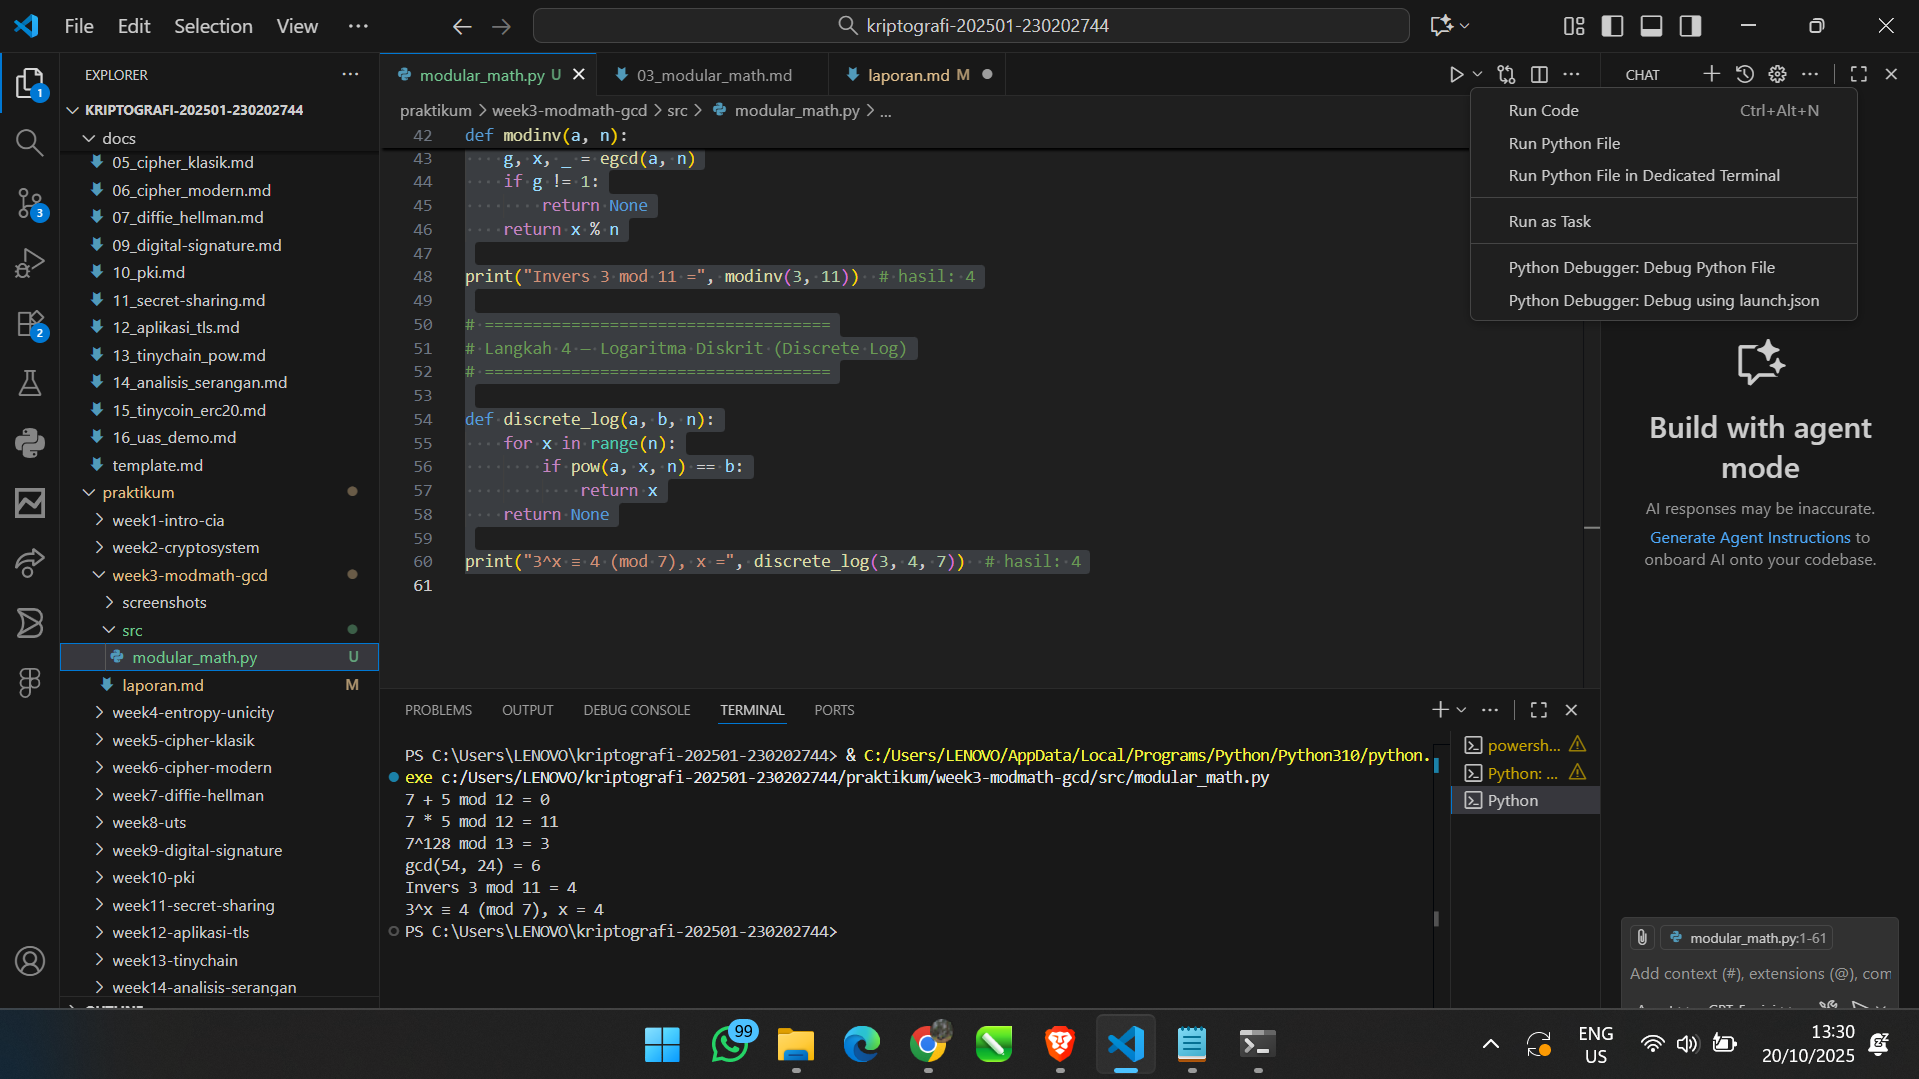 File Edit Selection View ···
kriptografi-202501-230202744
EXPLORER
KRIPTOGRAFI-202501-230202744
docs
05_cipher_klasik.md
06_cipher_modern.md
07_diffie_hellman.md
09_digital-signature.md
10_pki.md
11_secret-sharing.md
12_aplikasi_tls.md
13_tinychain_pow.md
14_analisis_serangan.md
15_tinycoin_erc20.md
16_uas_demo.md
template.md
praktikum
week1-intro-cia
week2-cryptosystem
week3-modmath-gcd
screenshots
src
modular_math.py U
laporan.md M
week4-entropy-unicity
week5-cipher-klasik
week6-cipher-modern
week7-diffie-hellman
week8-uts
week9-digital-signature
week10-pki
week11-secret-sharing
week12-aplikasi-tls
week13-tinychain
week14-analisis-serangan
1
3
2
modular_math.py U
03_modular_math.md
laporan.md M
praktikum > week3-modmath-gcd > src > modular_math.py > ...
42 def modinv(a, n):
43 g, x, _ = egcd(a, n)
44 if g != 1:
45 return None
46 return x % n
47
48 print("Invers 3 mod 11 =", modinv(3, 11))  # hasil: 4
49
50 # ====================================
51 # Langkah 4 — Logaritma Diskrit (Discrete Log)
52 # ====================================
53
54 def discrete_log(a, b, n):
55 for x in range(n):
56 if pow(a, x, n) == b:
57 return x
58 return None
59
60 print("3^x ≡ 4 (mod 7), x =", discrete_log(3, 4, 7))  # hasil: 4
61
Run Code Ctrl+Alt+N
Run Python File
Run Python File in Dedicated Terminal
Run as Task
Python Debugger: Debug Python File
Python Debugger: Debug using launch.json
PROBLEMS OUTPUT DEBUG CONSOLE TERMINAL PORTS
PS C:\Users\LENOVO\kriptografi-202501-230202744> & C:/Users/LENOVO/AppData/Local/Programs/Python/Python310/python.
exe c:/Users/LENOVO/kriptografi-202501-230202744/praktikum/week3-modmath-gcd/src/modular_math.py
7 + 5 mod 12 = 0
7 * 5 mod 12 = 11
7^128 mod 13 = 3
gcd(54, 24) = 6
Invers 3 mod 11 = 4
3^x ≡ 4 (mod 7), x = 4
PS C:\Users\LENOVO\kriptografi-202501-230202744>
powersh...
Python: ...
Python
CHAT
Build with agent
mode
AI responses may be inaccurate.
Generate Agent Instructions to
onboard AI onto your codebase.
modular_math.py:1-61
Add context (#), extensions (@), com
99
ENG
US
13:30
20/10/2025